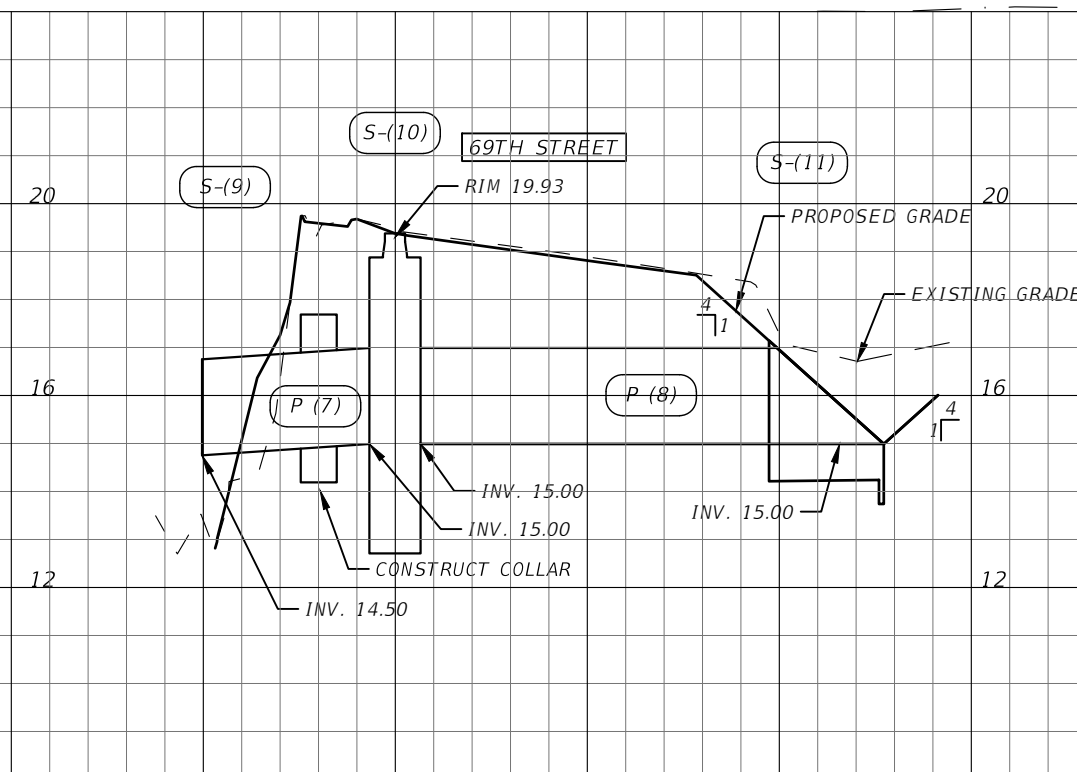 S-(10)
69TH STREET
S-(11)
S-(9)
RIM 19.93
20
20
PROPOSED GRADE
EXISTING GRADE
4
1
16
16
P (7)
P (8)
4
1
INV. 15.00
INV. 15.00
INV. 15.00
CONSTRUCT COLLAR
12
12
INV. 14.50